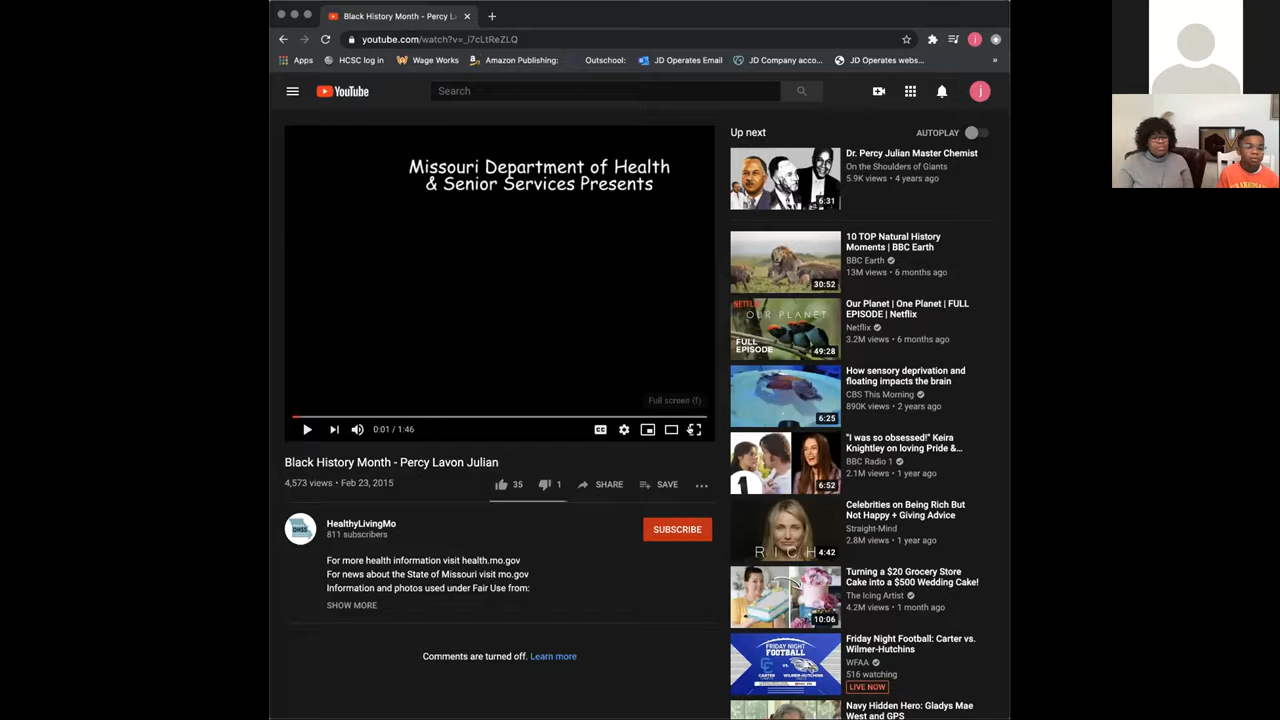 Black History Month - Percy La
youtube.com/watch?v=_i7cLtReZLQ
Apps
HCSC log in
Wage Works
Amazon Publishing:
Outschool:
JD Operates Email
JD Company acco...
JD Operates webs...
»
YouTube
Search
j
Missouri Department of Health
& Senior Services Presents
Full screen (f)
0:01 / 1:46
Black History Month - Percy Lavon Julian
4,573 views • Feb 23, 2015
35
1
SHARE
SAVE
DHSS
HealthyLivingMo
811 subscribers
SUBSCRIBE
For more health information visit health.mo.gov
For news about the State of Missouri visit mo.gov
Information and photos used under Fair Use from:
SHOW MORE
Comments are turned off. Learn more
Up next
AUTOPLAY
6:31
Dr. Percy Julian Master Chemist
On the Shoulders of Giants
5.9K views • 4 years ago
30:52
10 TOP Natural History
Moments | BBC Earth
BBC Earth
13M views • 6 months ago
NETFLIX
OUR PLANET
FULL
EPISODE
49:28
Our Planet | One Planet | FULL
EPISODE | Netflix
Netflix
3.2M views • 6 months ago
6:25
How sensory deprivation and
floating impacts the brain
CBS This Morning
890K views • 2 years ago
1
6:52
"I was so obsessed!" Keira
Knightley on loving Pride &...
BBC Radio 1
2.1M views • 1 year ago
RICH
4:42
Celebrities on Being Rich But
Not Happy + Giving Advice
Straight-Mind
2.8M views • 1 year ago
10:06
Turning a $20 Grocery Store
Cake into a $500 Wedding Cake!
The Icing Artist
4.2M views • 1 month ago
FRIDAY NIGHT
FOOTBALL
CARTER
VS.
WILMER-HUTCHINS
Friday Night Football: Carter vs.
Wilmer-Hutchins
WFAA
516 watching
LIVE NOW
Navy Hidden Hero: Gladys Mae
West and GPS